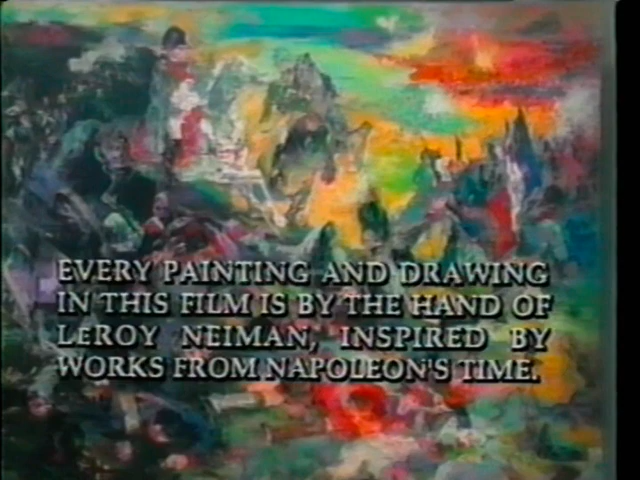 EVERY PAINTING AND DRAWING
IN THIS FILM IS BY THE HAND OF
LEROY NEIMAN, INSPIRED BY
WORKS FROM NAPOLEON'S TIME.